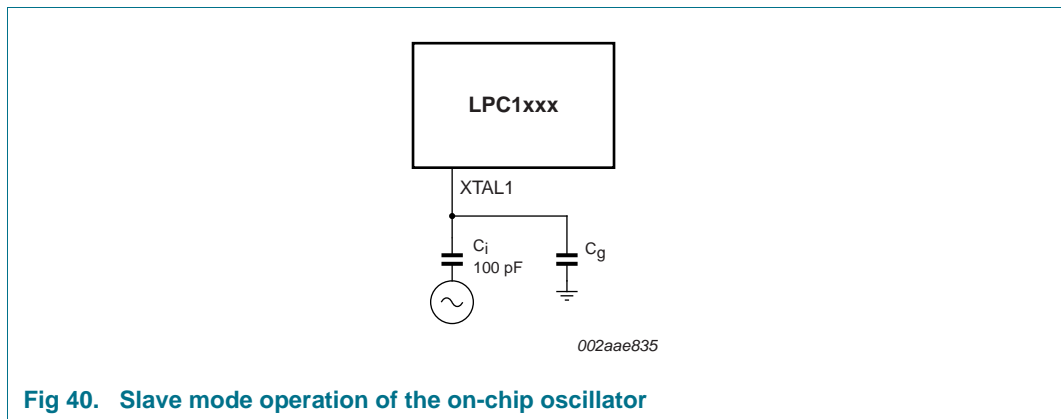 LPC1xxx
XTAL1
Ci
100 pF
Cg
002aae835
Fig 40. Slave mode operation of the on-chip oscillator